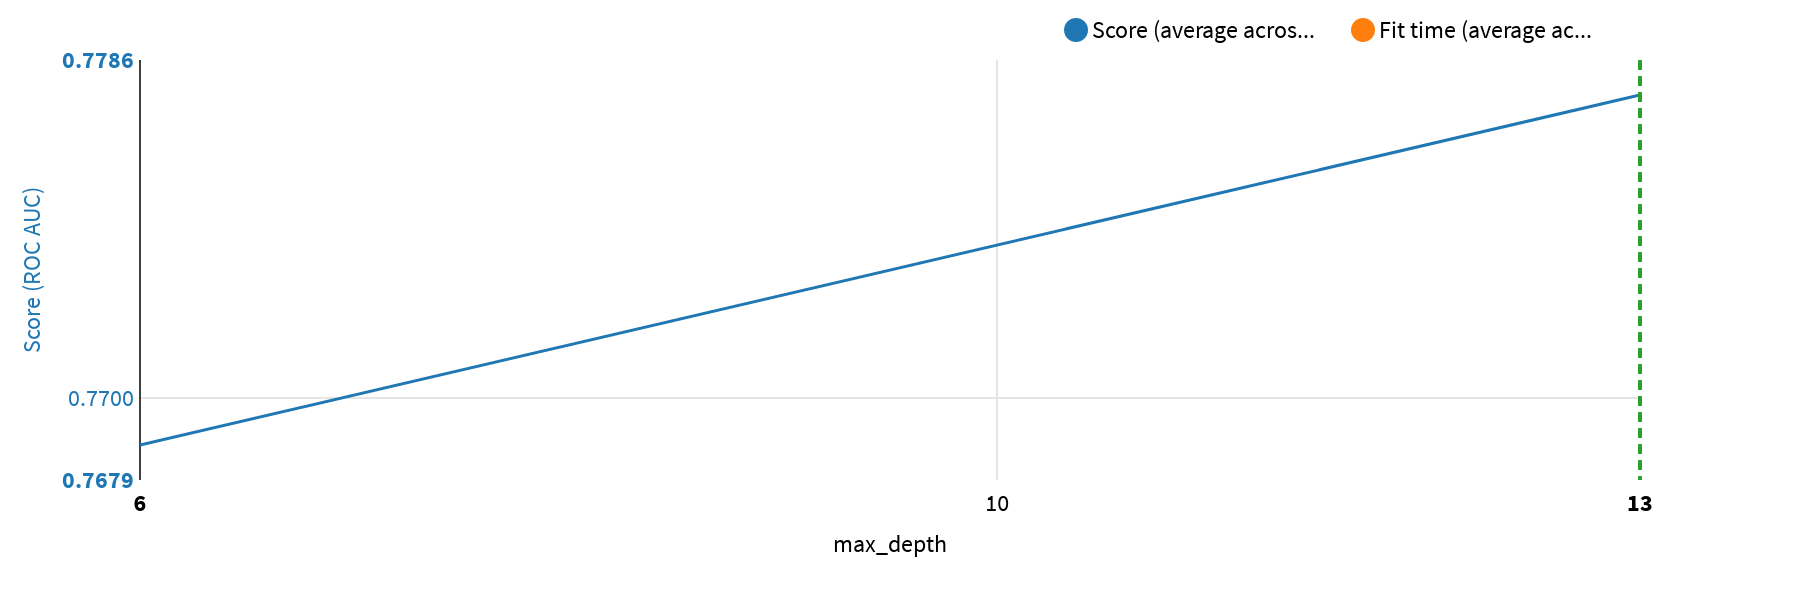 Score (average acros...
Fit time (average ac...
0.7786
Score (ROC AUC)
0.7700
0.7679
6
10
13
max_depth